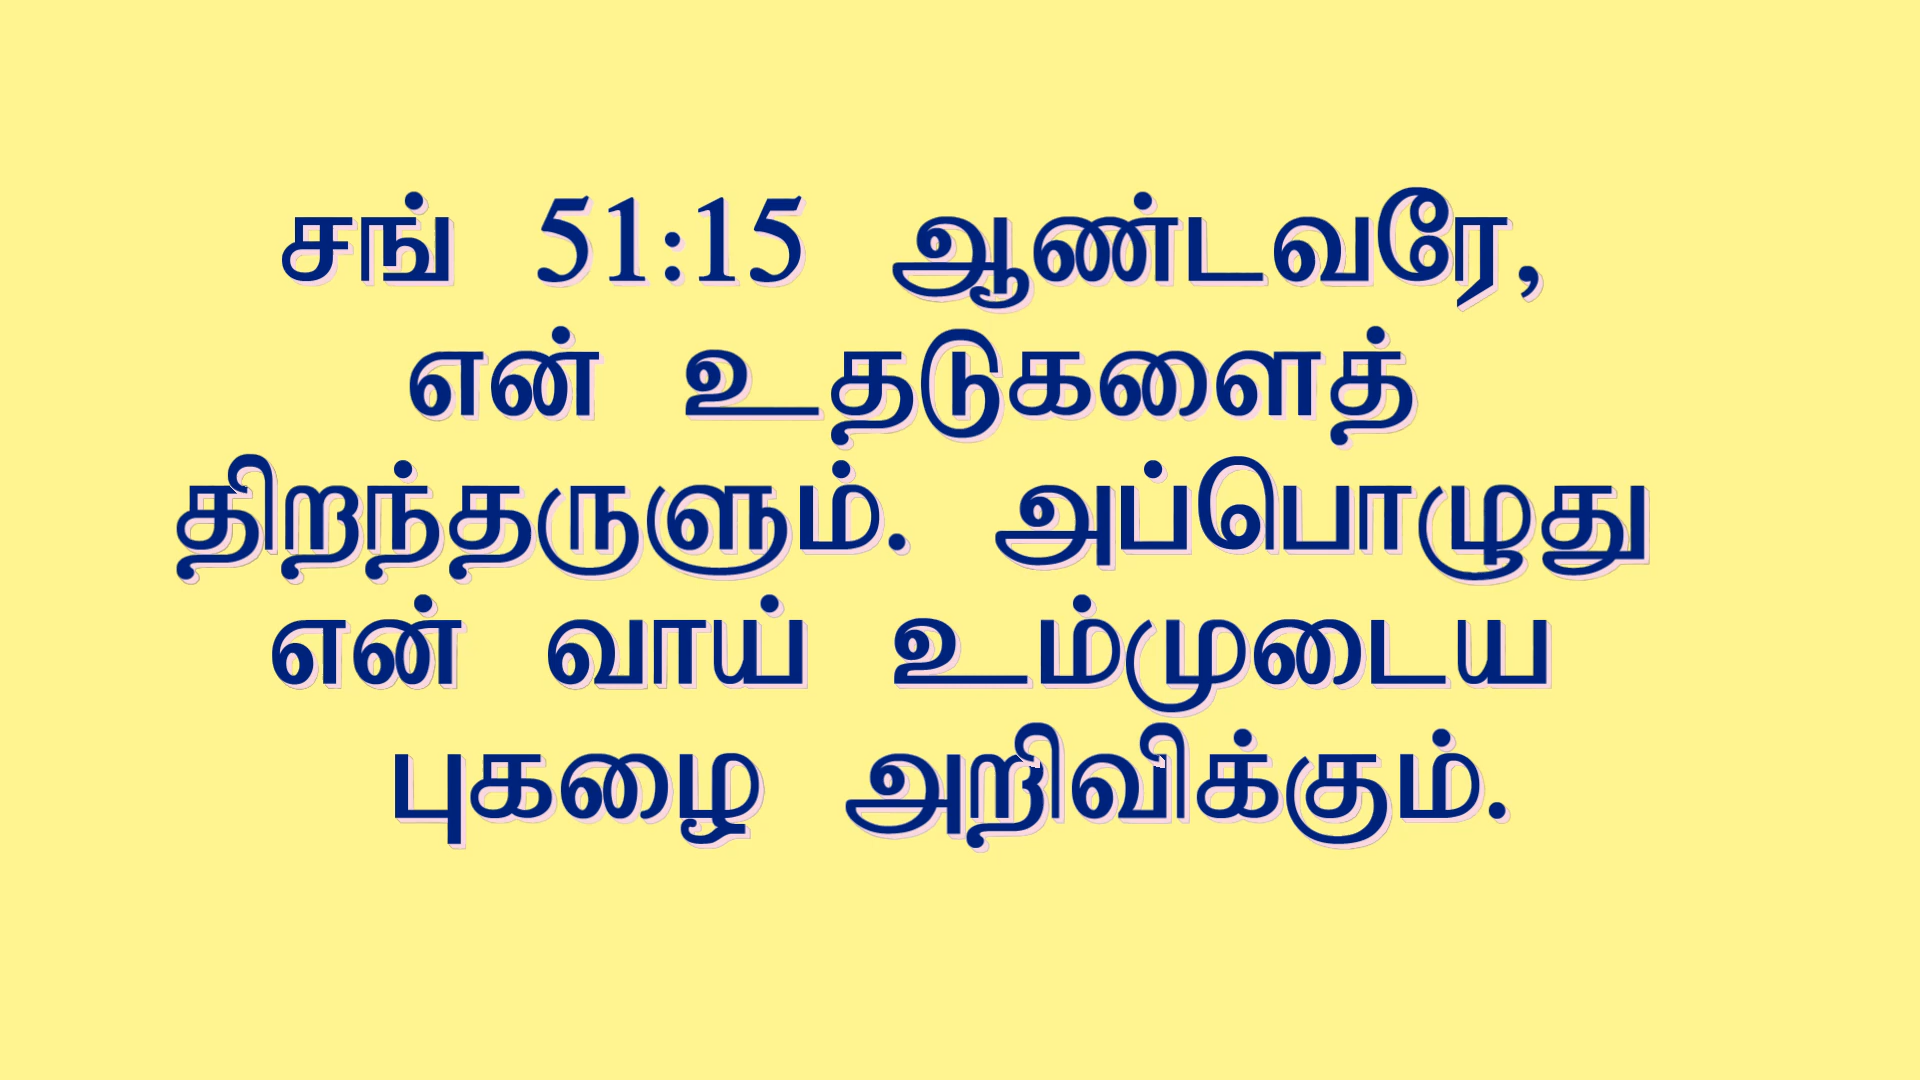 சங் 51:15 ஆண்டவரே,
என் உதடுகளைத்
திறந்தருளும். அப்பொழுது
என் வாய் உம்முடைய
புகழை அறிவிக்கும்.